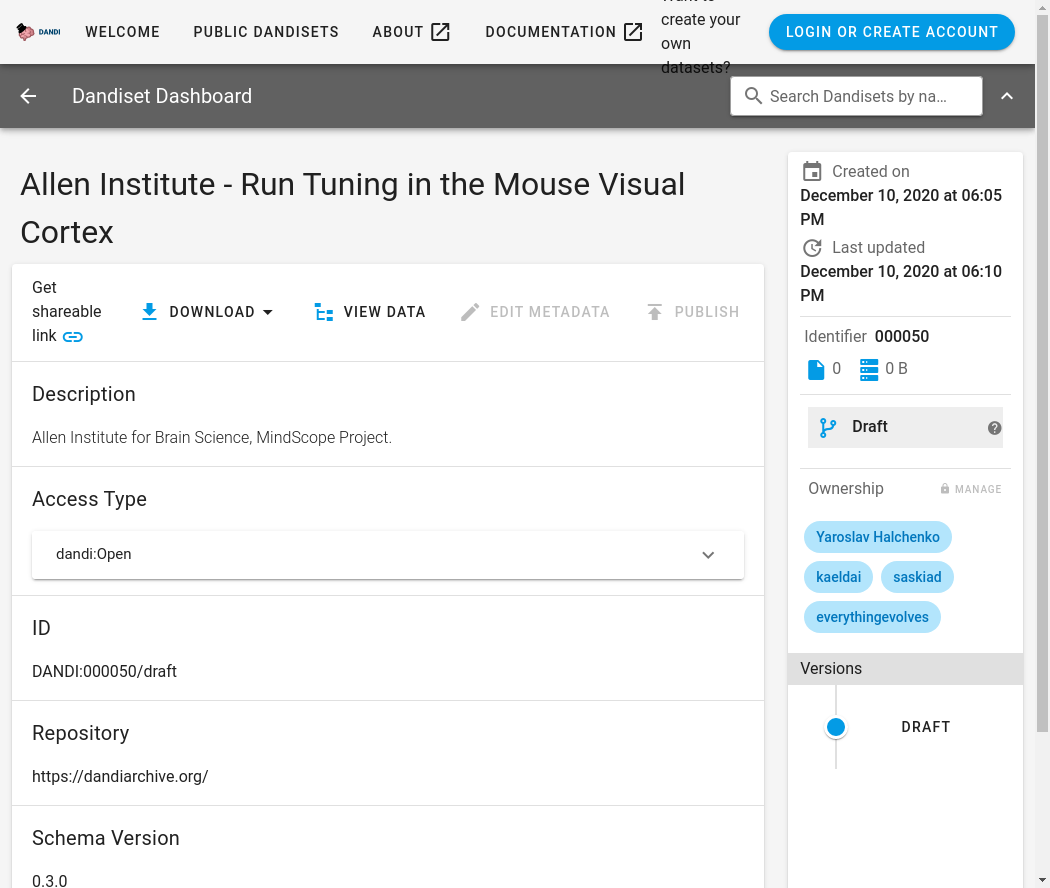 DANDI
WELCOME
PUBLIC DANDISETS
ABOUT
DOCUMENTATION
create your
own
datasets?
LOGIN OR CREATE ACCOUNT
Dandiset Dashboard
Search Dandisets by na…
Allen Institute - Run Tuning in the Mouse Visual
Cortex
Get
shareable
link
DOWNLOAD
VIEW DATA
EDIT METADATA
PUBLISH
Description
Allen Institute for Brain Science, MindScope Project.
Access Type
dandi:Open
ID
DANDI:000050/draft
Repository
https://dandiarchive.org/
Schema Version
0.3.0
Created on
December 10, 2020 at 06:05
PM
Last updated
December 10, 2020 at 06:10
PM
Identifier 000050
0
0 B
Draft
Ownership
MANAGE
Yaroslav Halchenko
kaeldai
saskiad
everythingevolves
Versions
DRAFT